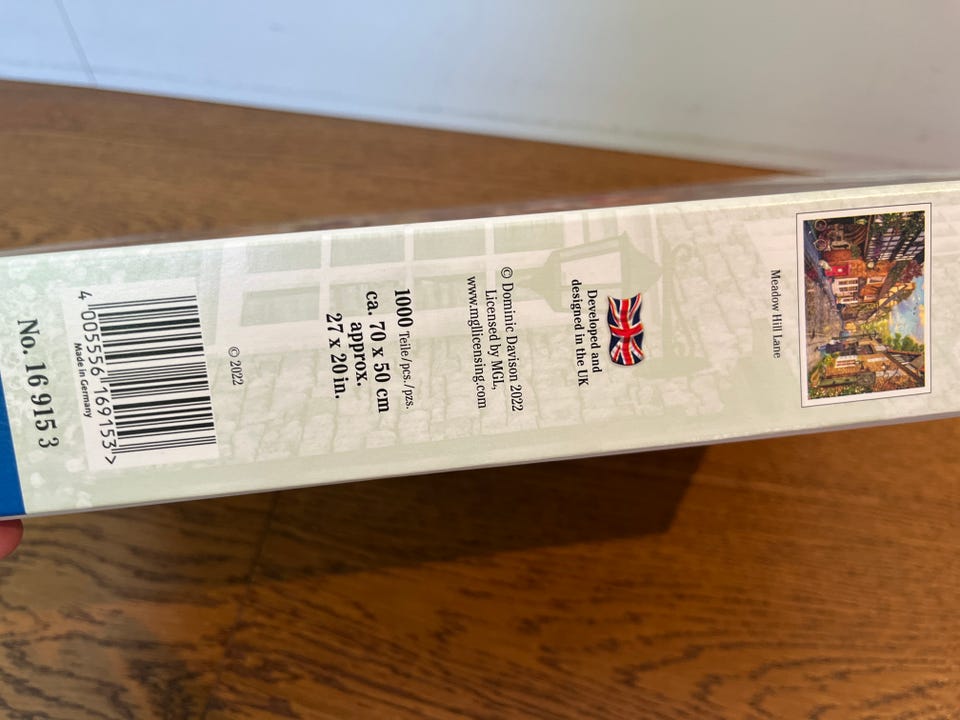 Meadow Hill Lane
Developed and
designed in the UK
© Dominic Davison 2022
Licensed by MGL,
www.mgllicensing.com
1000 Teile/pcs./pzs.
ca. 70 x 50 cm
approx.
27 x 20 in.
© 2022
4 005556 169153 >
Made in Germany
No. 16 915 3